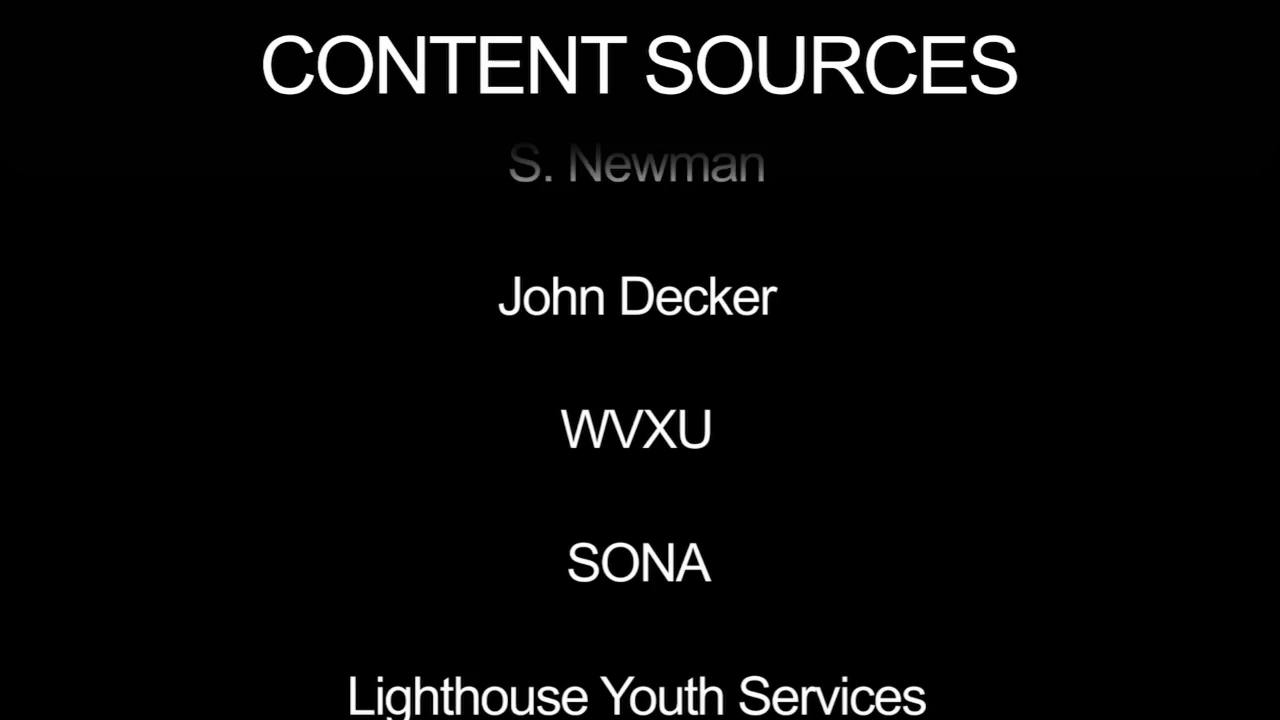 CONTENT SOURCES
S. Newman
John Decker
WVXU
SONA
Lighthouse Youth Services